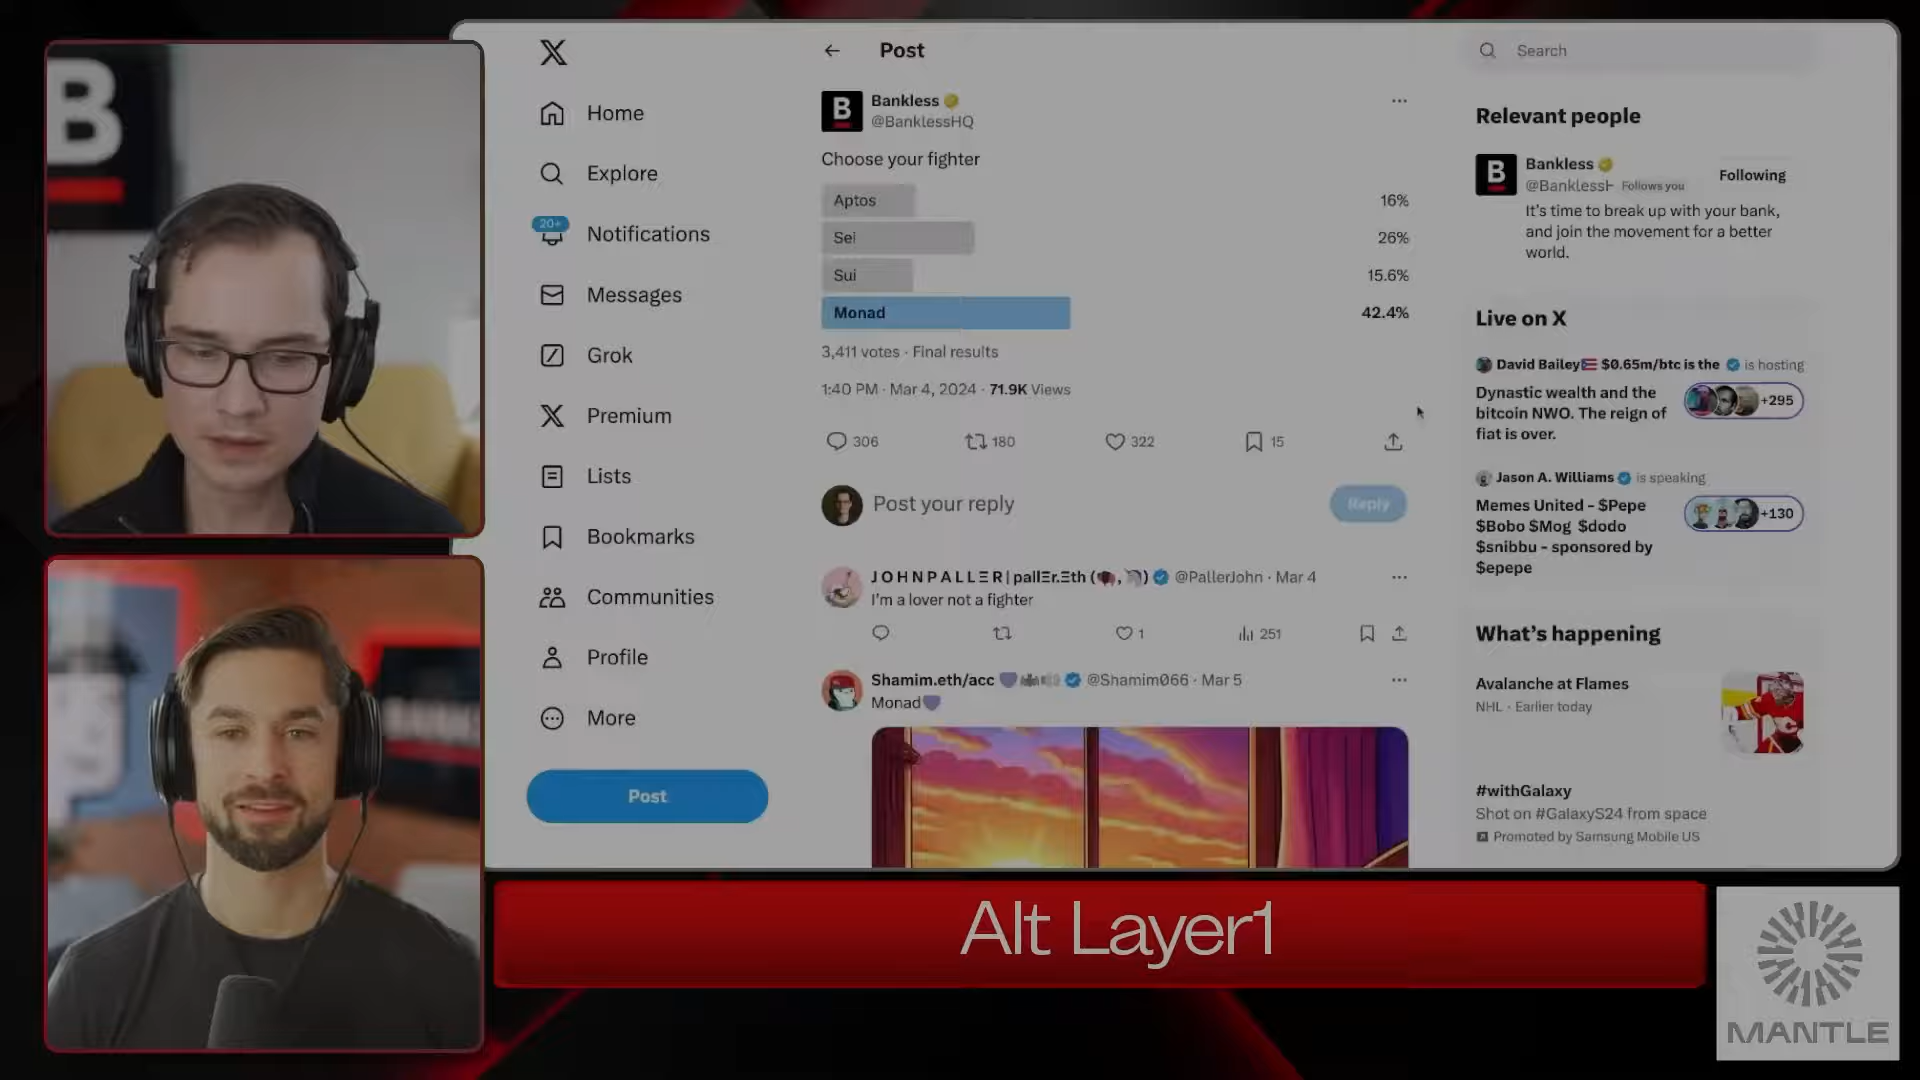 B
Home
Explore
20+
Notifications
Messages
Grok
Premium
Lists
Bookmarks
Communities
Profile
More
Post
Post
B
Bankless
@BanklessHQ
Choose your fighter
Aptos 16%
Sei 26%
Sui 15.6%
Monad 42.4%
3,411 votes · Final results
1:40 PM · Mar 4, 2024 · 71.9K Views
306 180 322 15
Post your reply
Reply
J O H N P A L L Ξ R | pallΞr.Ξth ( , ) @PallerJohn · Mar 4
I'm a lover not a fighter
1 251
Shamim.eth/acc @Shamim066 · Mar 5
Monad
Search
Relevant people
B
Bankless
@BanklessH Follows you
Following
It's time to break up with your bank,
and join the movement for a better
world.
Live on X
David Bailey $0.65m/btc is the is hosting
Dynastic wealth and the
bitcoin NWO. The reign of
fiat is over.
+295
Jason A. Williams is speaking
Memes United - $Pepe
$Bobo $Mog $dodo
$snibbu - sponsored by
$epepe
+130
What's happening
Avalanche at Flames
NHL · Earlier today
#withGalaxy
Shot on #GalaxyS24 from space
Promoted by Samsung Mobile US
Alt Layer1
MANTLE